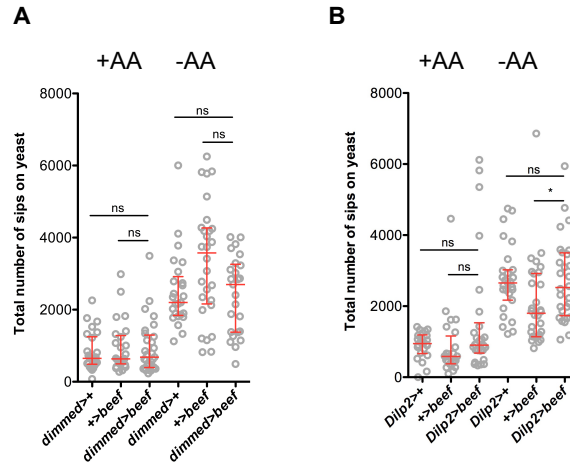 A
+AA -AA
Total number of sips on yeast
8000
6000
4000
2000
0
ns
ns
ns
ns
dimmed>+
+>beef
dimmed>beef
dimmed>+
+>beef
dimmed>beef
B
+AA -AA
Total number of sips on yeast
8000
6000
4000
2000
0
ns
ns
ns
*
Dilp2>+
+>beef
Dilp2>beef
Dilp2>+
+>beef
Dilp2>beef